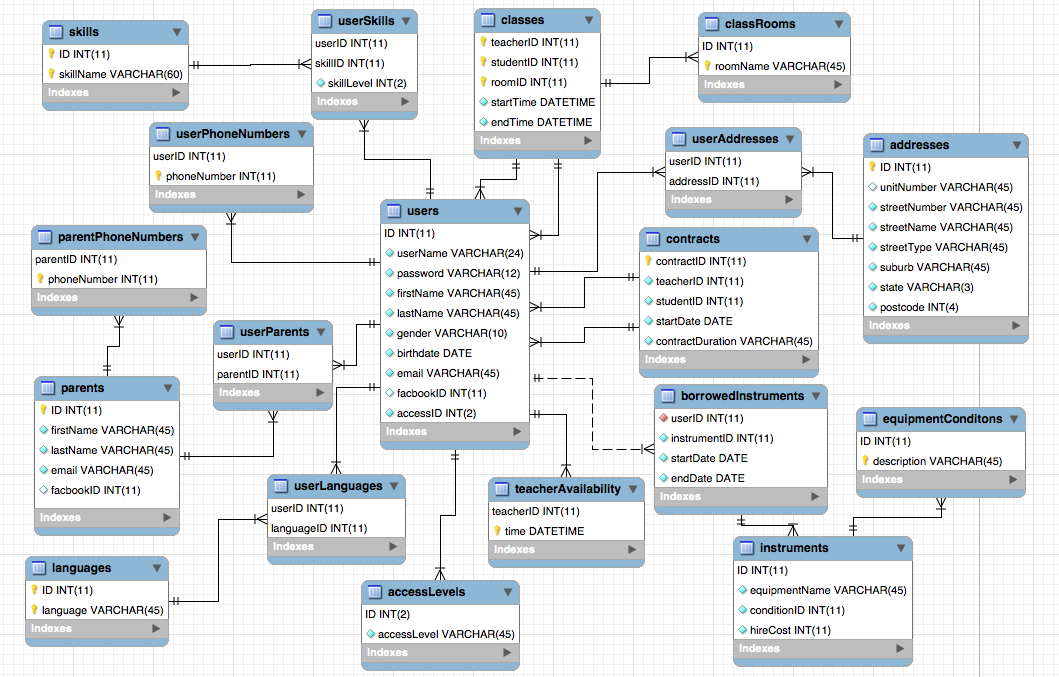 skills
ID INT(11)
skillName VARCHAR(60)
Indexes
userSkills
userID INT(11)
skillID INT(11)
skillLevel INT(2)
Indexes
classes
teacherID INT(11)
studentID INT(11)
roomID INT(11)
startTime DATETIME
endTime DATETIME
Indexes
classRooms
ID INT(11)
roomName VARCHAR(45)
Indexes
userPhoneNumbers
userID INT(11)
phoneNumber INT(11)
Indexes
userAddresses
userID INT(11)
addressID INT(11)
Indexes
addresses
ID INT(11)
unitNumber VARCHAR(45)
streetNumber VARCHAR(45)
streetName VARCHAR(45)
streetType VARCHAR(45)
suburb VARCHAR(45)
state VARCHAR(3)
postcode INT(4)
Indexes
parentPhoneNumbers
parentID INT(11)
phoneNumber INT(11)
Indexes
users
ID INT(11)
userName VARCHAR(24)
password VARCHAR(12)
firstName VARCHAR(45)
lastName VARCHAR(45)
gender VARCHAR(10)
birthdate DATE
email VARCHAR(45)
facbookID INT(11)
accessID INT(2)
Indexes
contracts
contractID INT(11)
teacherID INT(11)
studentID INT(11)
startDate DATE
contractDuration VARCHAR(45)
Indexes
userParents
userID INT(11)
parentID INT(11)
Indexes
parents
ID INT(11)
firstName VARCHAR(45)
lastName VARCHAR(45)
email VARCHAR(45)
facbookID INT(11)
Indexes
borrowedInstruments
userID INT(11)
instrumentID INT(11)
startDate DATE
endDate DATE
Indexes
equipmentConditons
ID INT(11)
description VARCHAR(45)
Indexes
userLanguages
userID INT(11)
languageID INT(11)
Indexes
teacherAvailability
teacherID INT(11)
time DATETIME
Indexes
languages
ID INT(11)
language VARCHAR(45)
Indexes
accessLevels
ID INT(2)
accessLevel VARCHAR(45)
Indexes
instruments
ID INT(11)
equipmentName VARCHAR(45)
conditionID INT(11)
hireCost INT(11)
Indexes